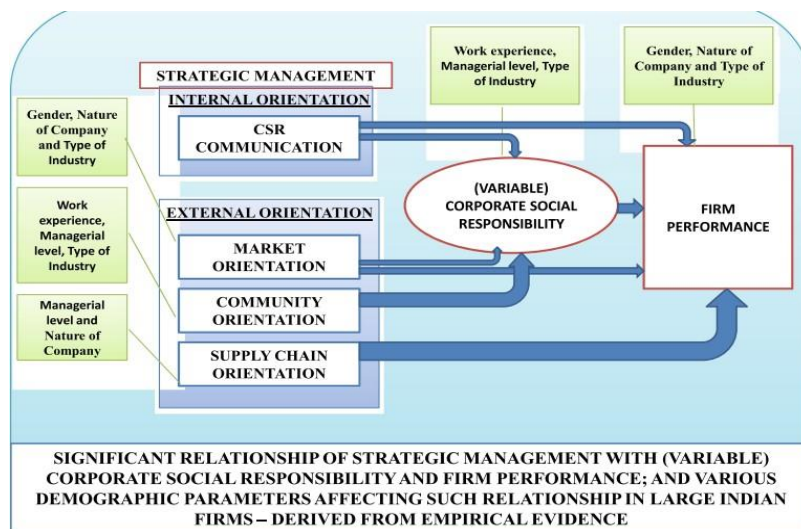 Work experience,
Managerial level, Type
of Industry
Gender, Nature of
Company and Type of
Industry
STRATEGIC MANAGEMENT
INTERNAL ORIENTATION
CSR
COMMUNICATION
Gender, Nature
of Company
and Type of
Industry
(VARIABLE)
CORPORATE SOCIAL
RESPONSIBILITY
FIRM
PERFORMANCE
Work
experience,
Managerial
level, Type of
Industry
EXTERNAL ORIENTATION
MARKET
ORIENTATION
COMMUNITY
ORIENTATION
Managerial
level and
Nature of
Company
SUPPLY CHAIN
ORIENTATION
SIGNIFICANT RELATIONSHIP OF STRATEGIC MANAGEMENT WITH (VARIABLE)
CORPORATE SOCIAL RESPONSIBILITY AND FIRM PERFORMANCE; AND VARIOUS
DEMOGRAPHIC PARAMETERS AFFECTING SUCH RELATIONSHIP IN LARGE INDIAN
FIRMS – DERIVED FROM EMPIRICAL EVIDENCE